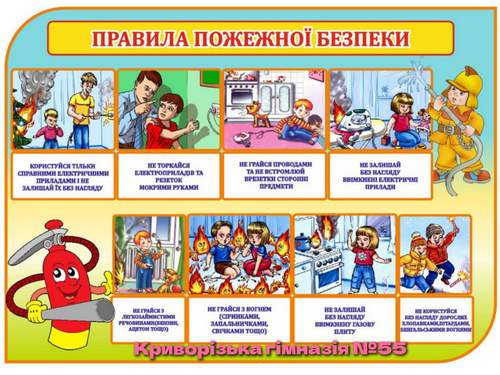 ПРАВИЛА ПОЖЕЖНОЇ БЕЗПЕКИ
КОРИСТУЙСЯ ТІЛЬКИ
СПРАВНИМИ ЕЛЕКТРИЧНИМИ
ПРИЛАДАМИ І НЕ
ЗАЛИШАЙ ЇХ БЕЗ НАГЛЯДУ
НЕ ТОРКАЙСЯ
ЕЛЕКТРОПРИЛАДІВ ТА
РЕЗЕТОК
МОКРИМИ РУКАМИ
НЕ ГРАЙСЯ ПРОВОДАМИ
ТА НЕ ВСТРОМЛЮЙ
ВРЕЗЕТКИ СТОРОННІ
ПРЕДМЕТИ
НЕ ЗАЛИШАЙ
БЕЗ НАГЛЯДУ
ВВІМКНЕНІ ЕЛЕКТРИЧНІ
ПРИЛАДИ
НЕ ГРАЙСЯ З
ЛЕГКОЗАЙМИСТИМИ
РЕЧОВИНАМИ(БЕНЗИН,
АЦЕТОН ТОЩО)
НЕ ГРАЙСЯ З ВОГНЕМ
(СІРНИКАМИ,
ЗАПАЛЬНИЧКАМИ,
СВІЧКАМИ ТОЩО)
НЕ ЗАЛИШАЙ
БЕЗ НАГЛЯДУ
ВВІМКНЕНУ ГАЗОВУ
ПЛИТУ
НЕ КОРИСТУЙСЯ
БЕЗ НАГЛЯДУ ДОРОСЛИХ
ХЛОПАВКАМИ,ПЕТАРДАМИ,
БЕНГАЛЬСЬКИМИ ВОГНЯМИ
Криворізька гімназія №55